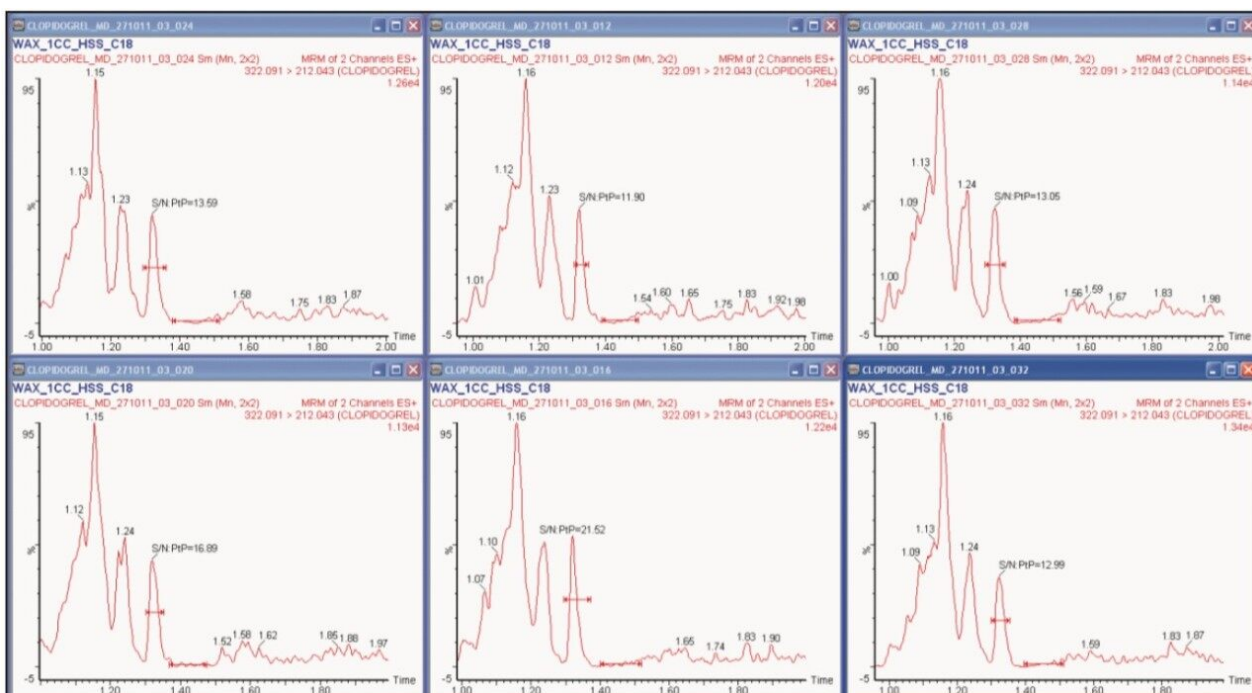 CLOPIDOGREL_MD_271011_03_024
WAX_1CC_HSS_C18
CLOPIDOGREL_MD_271011_03_024 Sm (Mn, 2x2) MRM of 2 Channels ES+
322.091 > 212.043 (CLOPIDOGREL)
1.26e4
1.15
95
1.13
1.23
S/N:PtP=13.59
%
1.58
1.75
1.83
1.87
-5
Time
1.00 1.20 1.40 1.60 1.80 2.00
CLOPIDOGREL_MD_271011_03_012
WAX_1CC_HSS_C18
CLOPIDOGREL_MD_271011_03_012 Sm (Mn, 2x2) MRM of 2 Channels ES+
322.091 > 212.043 (CLOPIDOGREL)
1.20e4
1.16
95
1.12
1.23
S/N:PtP=11.90
%
1.01
1.54
1.60
1.65
1.75
1.83
1.92
1.98
-5
Time
1.00 1.20 1.40 1.60 1.80 2.00
CLOPIDOGREL_MD_271011_03_028
WAX_1CC_HSS_C18
CLOPIDOGREL_MD_271011_03_028 Sm (Mn, 2x2) MRM of 2 Channels ES+
322.091 > 212.043 (CLOPIDOGREL)
1.14e4
1.16
95
1.13
1.09
1.24
S/N:PtP=13.05
%
1.00
1.56
1.59
1.67
1.83
1.98
-5
Time
1.00 1.20 1.40 1.60 1.80 2.00
CLOPIDOGREL_MD_271011_03_020
WAX_1CC_HSS_C18
CLOPIDOGREL_MD_271011_03_020 Sm (Mn, 2x2) MRM of 2 Channels ES+
322.091 > 212.043 (CLOPIDOGREL)
1.13e4
1.15
95
1.12
1.24
S/N:PtP=16.89
%
1.52
1.58
1.62
1.85
1.88
1.97
-5
Time
1.20 1.40 1.60 1.80
CLOPIDOGREL_MD_271011_03_016
WAX_1CC_HSS_C18
CLOPIDOGREL_MD_271011_03_016 Sm (Mn, 2x2) MRM of 2 Channels ES+
322.091 > 212.043 (CLOPIDOGREL)
1.22e4
1.16
95
S/N:PtP=21.52
1.10
%
1.07
1.65
1.74
1.83
1.90
-5
Time
1.00 1.20 1.40 1.60 1.80 2.00
CLOPIDOGREL_MD_271011_03_032
WAX_1CC_HSS_C18
CLOPIDOGREL_MD_271011_03_032 Sm (Mn, 2x2) MRM of 2 Channels ES+
322.091 > 212.043 (CLOPIDOGREL)
1.34e4
1.16
95
1.13
1.09
1.24
S/N:PtP=12.99
%
1.59
1.83
1.87
-5
Time
1.00 1.20 1.40 1.60 1.80 2.00